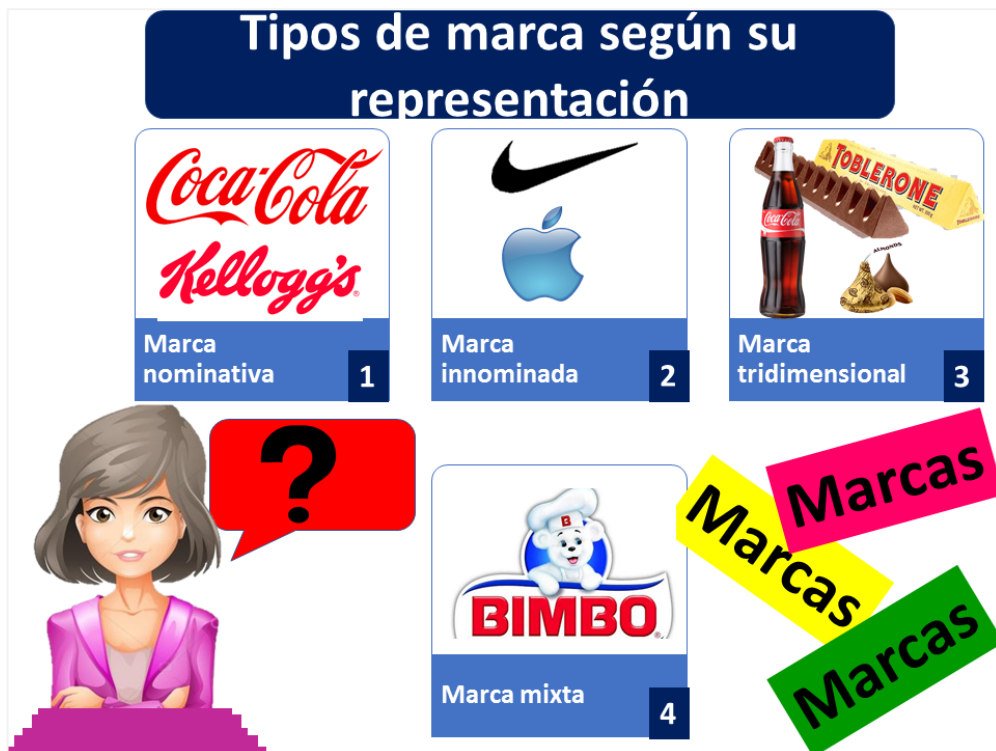 Tipos de marca según su
representación
Coca-Cola
Kellogg's
Marca
nominativa
1
Marca
innominada
2
TOBLERONE
Coca-Cola
ALMONDS
Marca
tridimensional
3
?
B
BIMBO
Marca mixta
4
Marcas
Marcas
Marcas